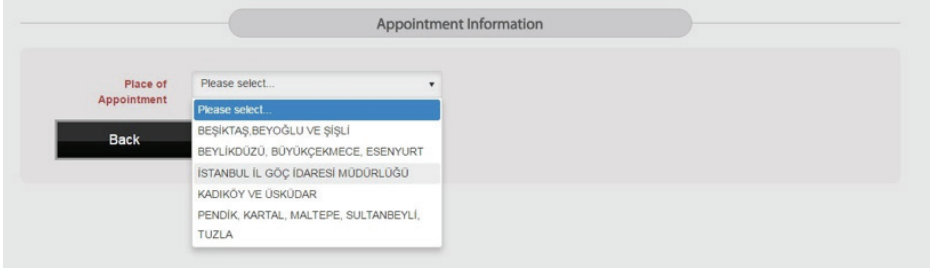 Appointment Information
Place of
Appointment
Please select...
Please select...
BEŞİKTAŞ,BEYOĞLU VE ŞİŞLİ
BEYLİKDÜZÜ, BÜYÜKÇEKMECE, ESENYURT
İSTANBUL İL GÖÇ İDARESİ MÜDÜRLÜĞÜ
KADIKÖY VE ÜSKÜDAR
PENDİK, KARTAL, MALTEPE, SULTANBEYLİ,
TUZLA
Back